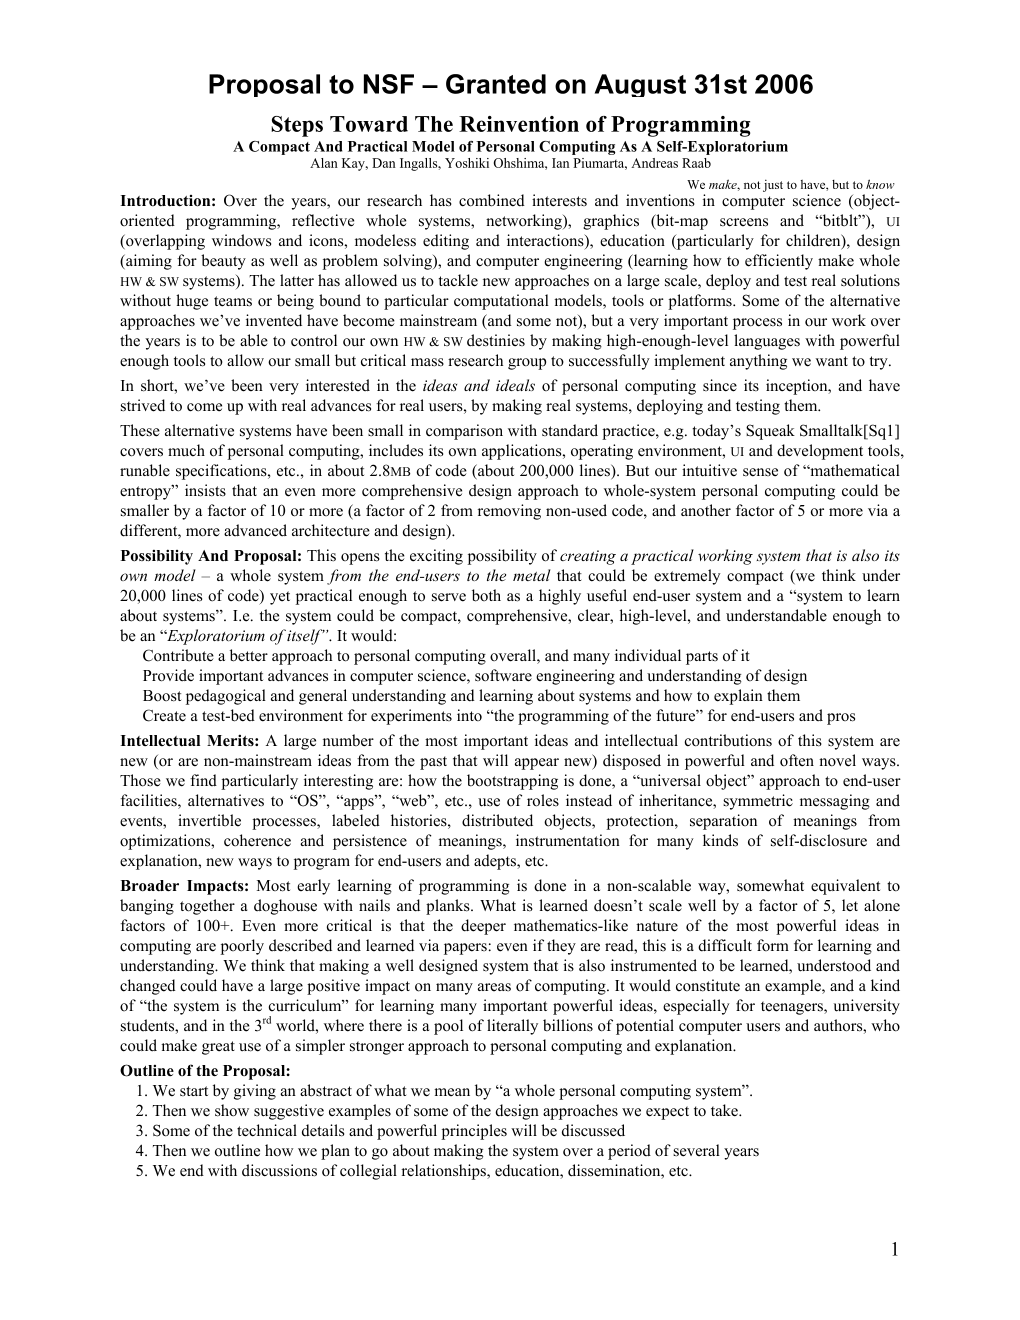 Proposal to NSF – Granted on August 31st 2006
Steps Toward The Reinvention of Programming
A Compact And Practical Model of Personal Computing As A Self-Exploratorium
Alan Kay, Dan Ingalls, Yoshiki Ohshima, Ian Piumarta, Andreas Raab
We make, not just to have, but to know
Introduction: Over the years, our research has combined interests and inventions in computer science (object-
oriented programming, reflective whole systems, networking), graphics (bit-map screens and “bitblt”), UI
(overlapping windows and icons, modeless editing and interactions), education (particularly for children), design
(aiming for beauty as well as problem solving), and computer engineering (learning how to efficiently make whole
HW & SW systems). The latter has allowed us to tackle new approaches on a large scale, deploy and test real solutions
without huge teams or being bound to particular computational models, tools or platforms. Some of the alternative
approaches we’ve invented have become mainstream (and some not), but a very important process in our work over
the years is to be able to control our own HW & SW destinies by making high-enough-level languages with powerful
enough tools to allow our small but critical mass research group to successfully implement anything we want to try.
In short, we’ve been very interested in the ideas and ideals of personal computing since its inception, and have
strived to come up with real advances for real users, by making real systems, deploying and testing them.
These alternative systems have been small in comparison with standard practice, e.g. today’s Squeak Smalltalk[Sq1]
covers much of personal computing, includes its own applications, operating environment, UI and development tools,
runable specifications, etc., in about 2.8MB of code (about 200,000 lines). But our intuitive sense of “mathematical
entropy” insists that an even more comprehensive design approach to whole-system personal computing could be
smaller by a factor of 10 or more (a factor of 2 from removing non-used code, and another factor of 5 or more via a
different, more advanced architecture and design).
Possibility And Proposal: This opens the exciting possibility of creating a practical working system that is also its
own model – a whole system from the end-users to the metal that could be extremely compact (we think under
20,000 lines of code) yet practical enough to serve both as a highly useful end-user system and a “system to learn
about systems”. I.e. the system could be compact, comprehensive, clear, high-level, and understandable enough to
be an “Exploratorium of itself”. It would:
Contribute a better approach to personal computing overall, and many individual parts of it
Provide important advances in computer science, software engineering and understanding of design
Boost pedagogical and general understanding and learning about systems and how to explain them
Create a test-bed environment for experiments into “the programming of the future” for end-users and pros
Intellectual Merits: A large number of the most important ideas and intellectual contributions of this system are
new (or are non-mainstream ideas from the past that will appear new) disposed in powerful and often novel ways.
Those we find particularly interesting are: how the bootstrapping is done, a “universal object” approach to end-user
facilities, alternatives to “OS”, “apps”, “web”, etc., use of roles instead of inheritance, symmetric messaging and
events, invertible processes, labeled histories, distributed objects, protection, separation of meanings from
optimizations, coherence and persistence of meanings, instrumentation for many kinds of self-disclosure and
explanation, new ways to program for end-users and adepts, etc.
Broader Impacts: Most early learning of programming is done in a non-scalable way, somewhat equivalent to
banging together a doghouse with nails and planks. What is learned doesn’t scale well by a factor of 5, let alone
factors of 100+. Even more critical is that the deeper mathematics-like nature of the most powerful ideas in
computing are poorly described and learned via papers: even if they are read, this is a difficult form for learning and
understanding. We think that making a well designed system that is also instrumented to be learned, understood and
changed could have a large positive impact on many areas of computing. It would constitute an example, and a kind
of “the system is the curriculum” for learning many important powerful ideas, especially for teenagers, university
students, and in the 3rd world, where there is a pool of literally billions of potential computer users and authors, who
could make great use of a simpler stronger approach to personal computing and explanation.
Outline of the Proposal:
1. We start by giving an abstract of what we mean by “a whole personal computing system”.
2. Then we show suggestive examples of some of the design approaches we expect to take.
3. Some of the technical details and powerful principles will be discussed
4. Then we outline how we plan to go about making the system over a period of several years
5. We end with discussions of collegial relationships, education, dissemination, etc.
1